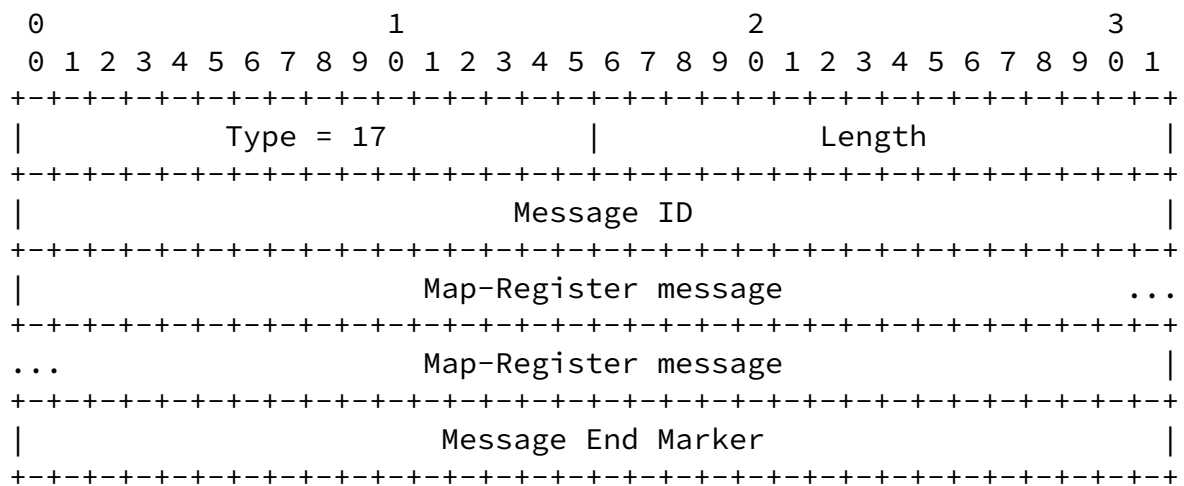 0                   1                   2                   3
 0 1 2 3 4 5 6 7 8 9 0 1 2 3 4 5 6 7 8 9 0 1 2 3 4 5 6 7 8 9 0 1
+-+-+-+-+-+-+-+-+-+-+-+-+-+-+-+-+-+-+-+-+-+-+-+-+-+-+-+-+-+-+-+-+
|           Type = 17           |            Length             |
+-+-+-+-+-+-+-+-+-+-+-+-+-+-+-+-+-+-+-+-+-+-+-+-+-+-+-+-+-+-+-+-+
|                           Message ID                          |
+-+-+-+-+-+-+-+-+-+-+-+-+-+-+-+-+-+-+-+-+-+-+-+-+-+-+-+-+-+-+-+-+
|                      Map-Register message                   ...
+-+-+-+-+-+-+-+-+-+-+-+-+-+-+-+-+-+-+-+-+-+-+-+-+-+-+-+-+-+-+-+-+
...                    Map-Register message                     |
+-+-+-+-+-+-+-+-+-+-+-+-+-+-+-+-+-+-+-+-+-+-+-+-+-+-+-+-+-+-+-+-+
|                       Message End Marker                      |
+-+-+-+-+-+-+-+-+-+-+-+-+-+-+-+-+-+-+-+-+-+-+-+-+-+-+-+-+-+-+-+-+